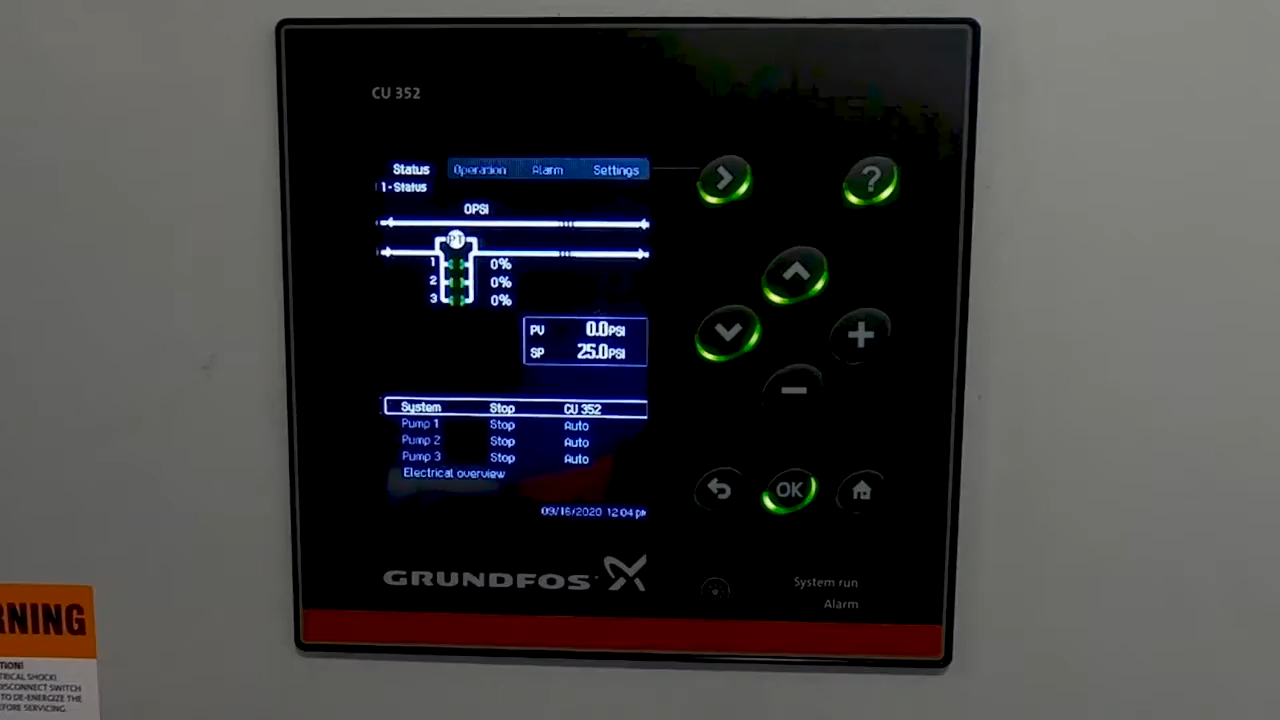 CU 352
Status Operation Alarm Settings
1 - Status
0PSI
PT
1 0%
2 0%
3 0%
PV 0.0PSI
SP 25.0PSI
System Stop CU 352
Pump 1 Stop Auto
Pump 2 Stop Auto
Pump 3 Stop Auto
Electrical overview
09/16/2020 12:04 pm
?
OK
GRUNDFOS
System run
Alarm
RNING
TION!
TRICAL SHOCK!
DISCONNECT SWITCH
TO DE-ENERGIZE THE
EFORE SERVICING.